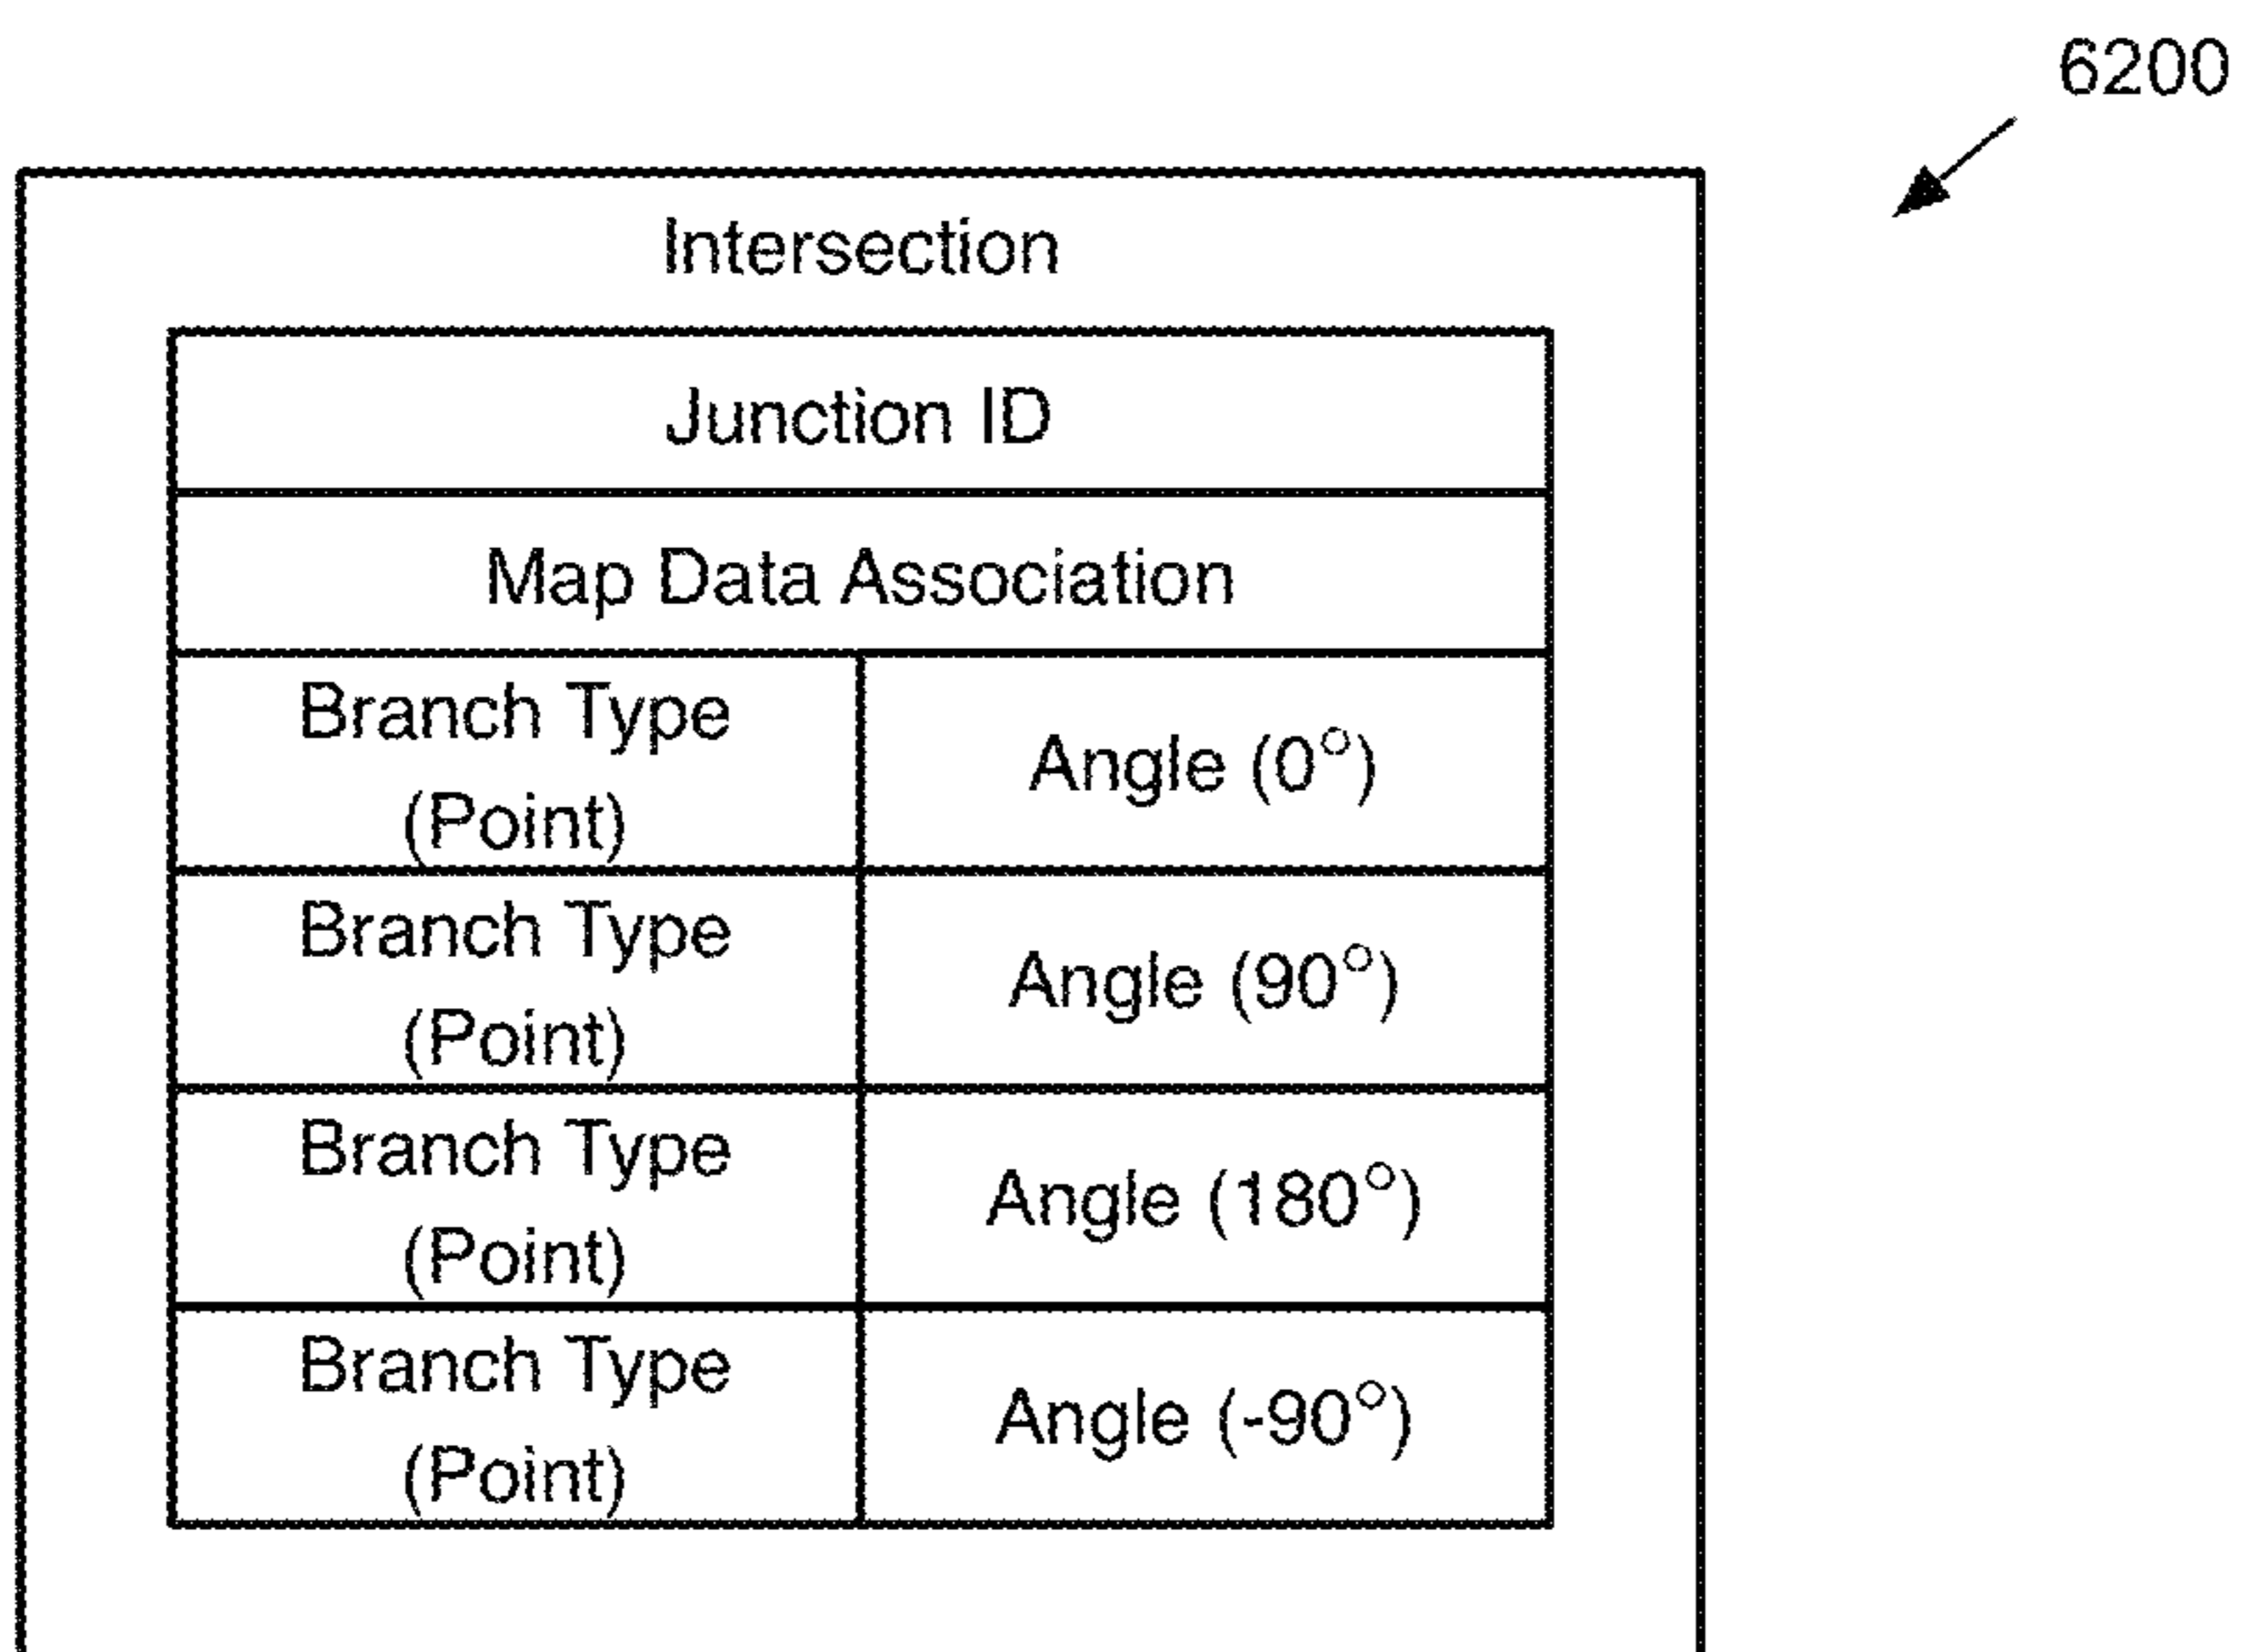 6200
Intersection
Junction ID
Map Data Association
Branch Type
(Point)
Angle (0°)
Branch Type
(Point)
Angle (90°)
Branch Type
(Point)
Angle (180°)
Branch Type
(Point)
Angle (-90°)